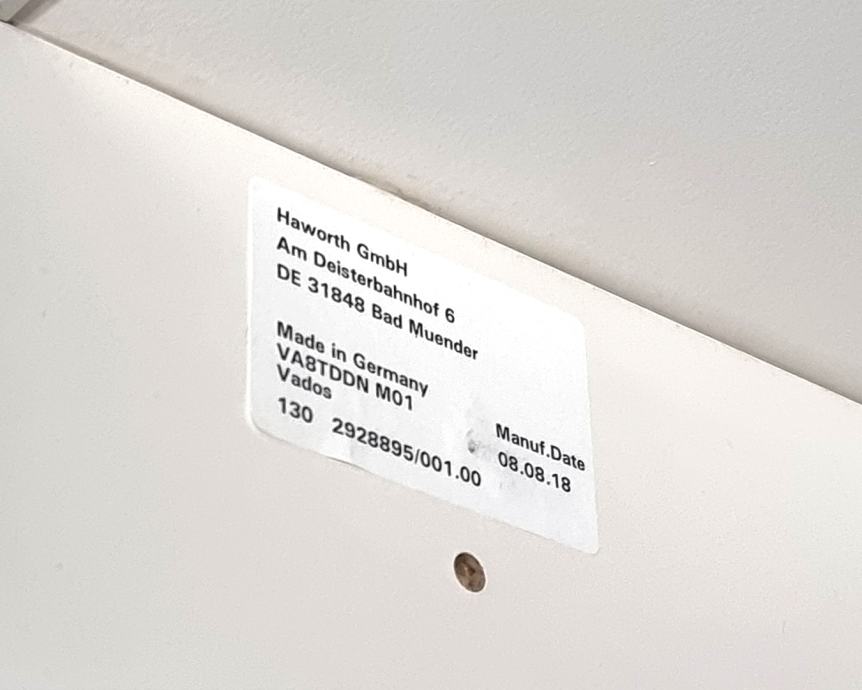 Haworth GmbH
Am Deisterbahnhof 6
DE 31848 Bad Muender
Made in Germany
VA8TDDN M01
Vados
130 2928895/001.00
Manuf.Date
08.08.18